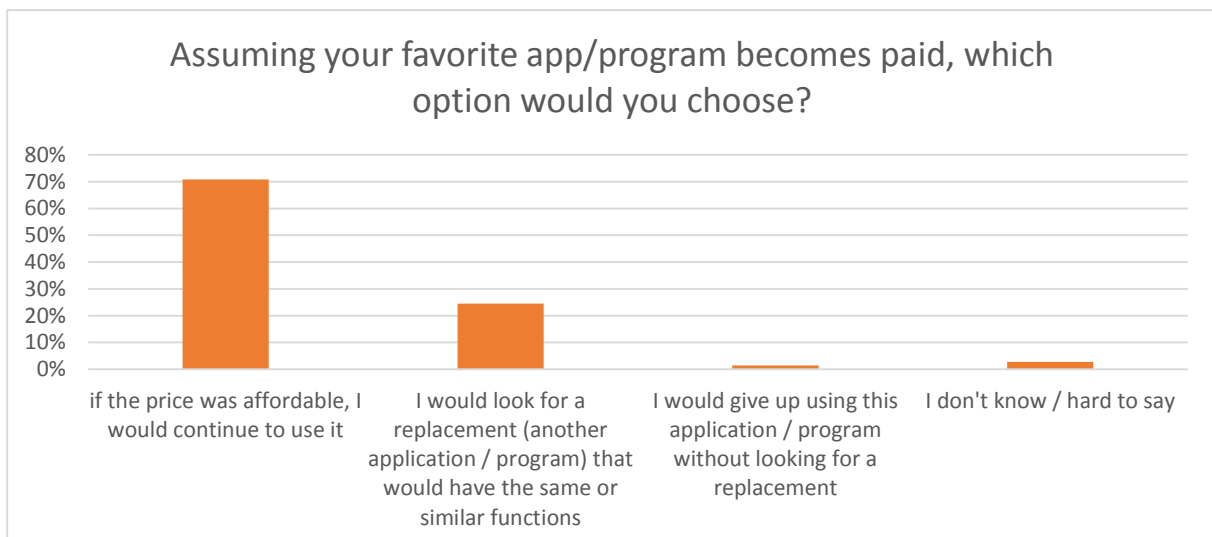 Assuming your favorite app/program becomes paid, which
option would you choose?
80%
70%
60%
50%
40%
30%
20%
10%
0%
if the price was affordable, I
would continue to use it
I would look for a
replacement (another
application / program) that
would have the same or
similar functions
I would give up using this
application / program
without looking for a
replacement
I don't know / hard to say